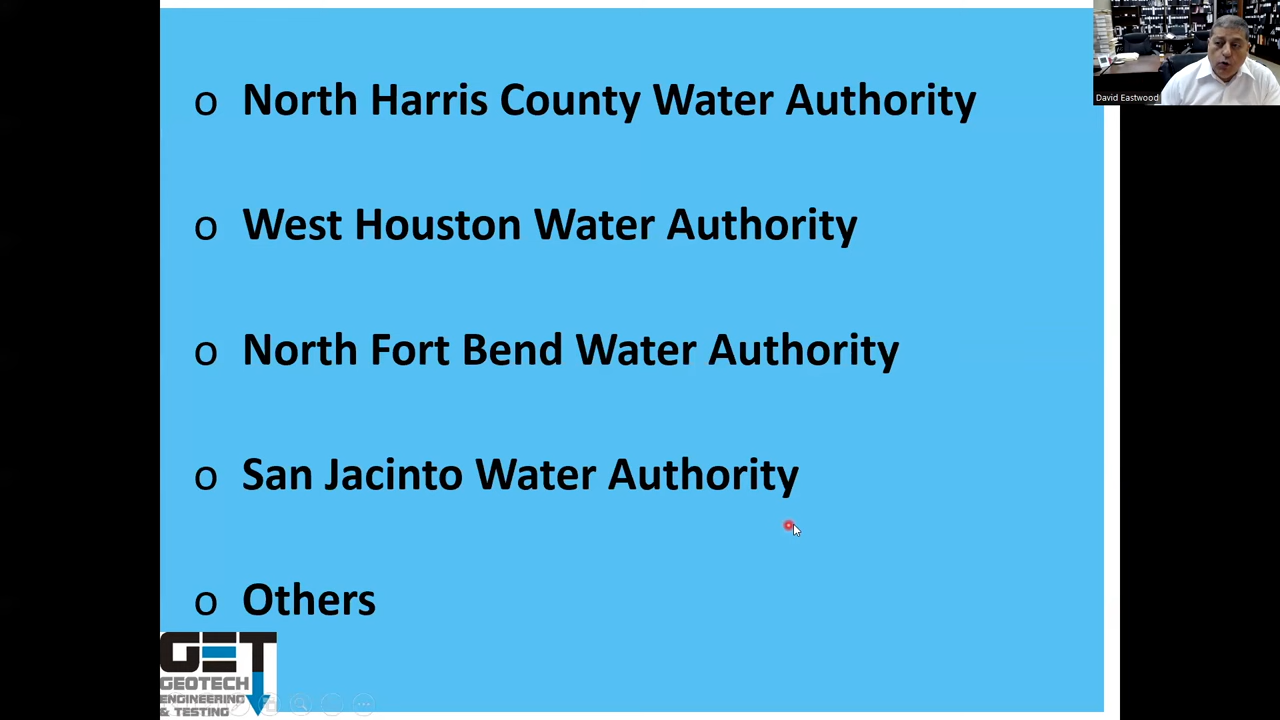 o North Harris County Water Authority
David Eastwood
o West Houston Water Authority
o North Fort Bend Water Authority
o San Jacinto Water Authority
o Others
GET
GEOTECH
ENGINEERING
& TESTING